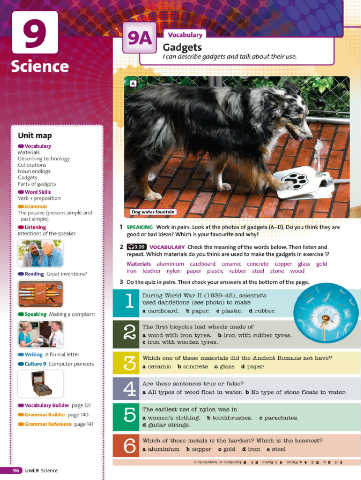 9
Science
9A
Vocabulary
Gadgets
I can describe gadgets and talk about their use.
Unit map
Vocabulary
Materials
Describing technology
Collocations
Noun endings
Gadgets
Parts of gadgets
Word Skills
Verb + preposition
Grammar
The passive (present simple and
past simple)
Listening
Intentions of the speaker
Reading Great inventions?
Speaking Making a complaint
Writing A formal letter
Culture 9 Computer pioneers
Vocabulary Builder page 131
Grammar Builder page 140
Grammar Reference page 141
A
Dog water fountain
1 SPEAKING Work in pairs. Look at the photos of gadgets (A–D). Do you think they are
good or bad ideas? Which is your favourite and why?
2 VOCABULARY Check the meaning of the words below. Then listen and
repeat. Which materials do you think are used to make the gadgets in exercise 1?
Materials aluminium cardboard ceramic concrete copper glass gold
iron leather nylon paper plastic rubber steel stone wood
3 Do the quiz in pairs. Then check your answers at the bottom of the page.
1 During World War II (1939–45), scientists
used dandelions (see photo) to make
a cardboard. b paper. c plastic. d rubber.
2 The first bicycles had wheels made of
a wood with iron tyres. b iron with rubber tyres.
c iron with wooden tyres.
3 Which one of these materials did the Ancient Romans not have?
a ceramic b concrete c glass d paper
4 Are these sentences true or false?
a All types of wood float in water. b No type of stone floats in water.
5 The earliest use of nylon was in
a women's clothing. b toothbrushes. c parachutes.
d guitar strings.
6 Which of these metals is the hardest? Which is the heaviest?
a aluminium b copper c gold d iron e steel
96 Unit 9 Science